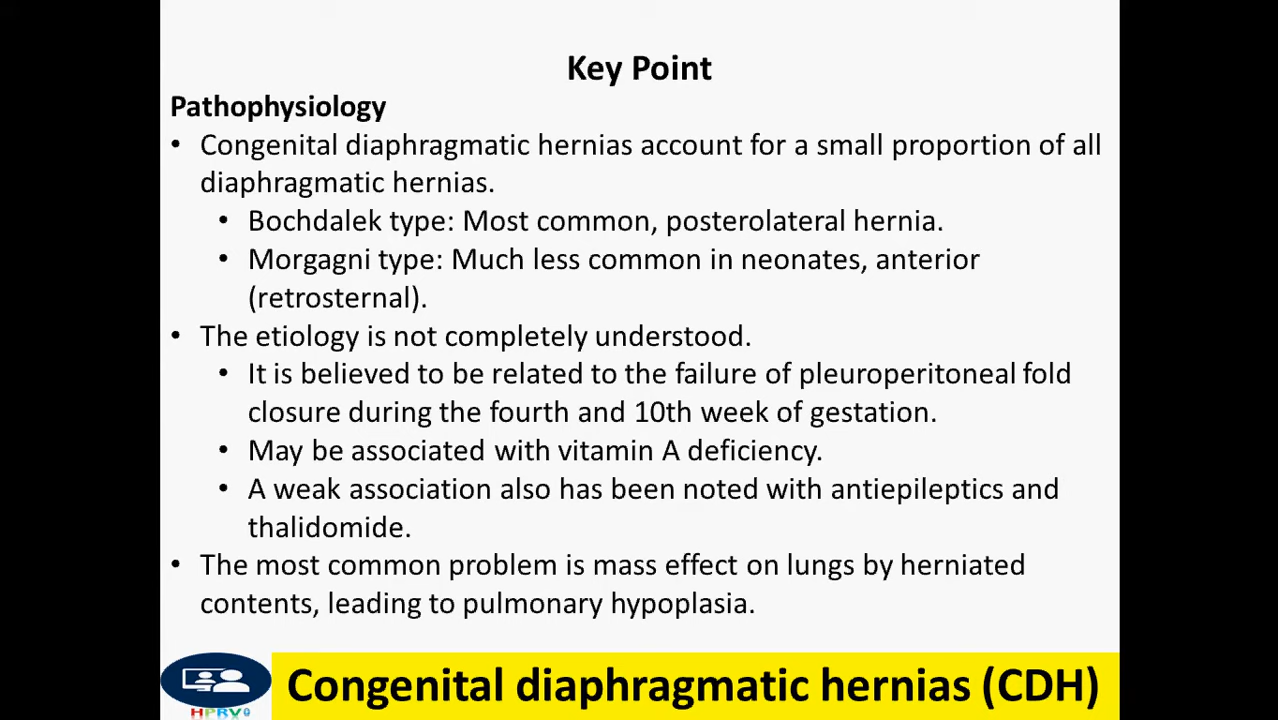 Key Point
Pathophysiology
• Congenital diaphragmatic hernias account for a small proportion of all
diaphragmatic hernias.
• Bochdalek type: Most common, posterolateral hernia.
• Morgagni type: Much less common in neonates, anterior
(retrosternal).
• The etiology is not completely understood.
• It is believed to be related to the failure of pleuroperitoneal fold
closure during the fourth and 10th week of gestation.
• May be associated with vitamin A deficiency.
• A weak association also has been noted with antiepileptics and
thalidomide.
• The most common problem is mass effect on lungs by herniated
contents, leading to pulmonary hypoplasia.
Congenital diaphragmatic hernias (CDH)